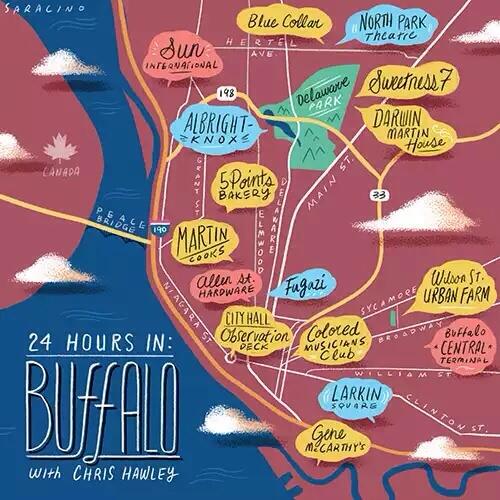 SARACINO
Blue Collar
NORTH PARK
Theatre
HERTEL
AVE.
Sun
INTERNATIONAL
198
Delaware
PARK
Sweetness 7
ALBRIGHT-
KNOX
DARWIN
MARTIN
House
CANADA
GRANT ST.
5 Points
BAKERY
ELMWOOD
DELAWARE
MAIN ST.
33
PEACE
BRIDGE
190
MARTIN
COOKS
Allen St.
HARDWARE
Fugazi
Wilson St.
URBAN FARM
NIAGARA ST
SYCAMORE
BROADWAY
CITY HALL
Observation
DECK
Colored
MUSICIANS
Club
Buffalo
CENTRAL
TERMINAL
WILLIAM ST
LARKIN
SQUARE
CLINTON ST.
Gene
McCARTHY'S
24 HOURS IN:
BUffALO
WITH CHRIS HAWLEY